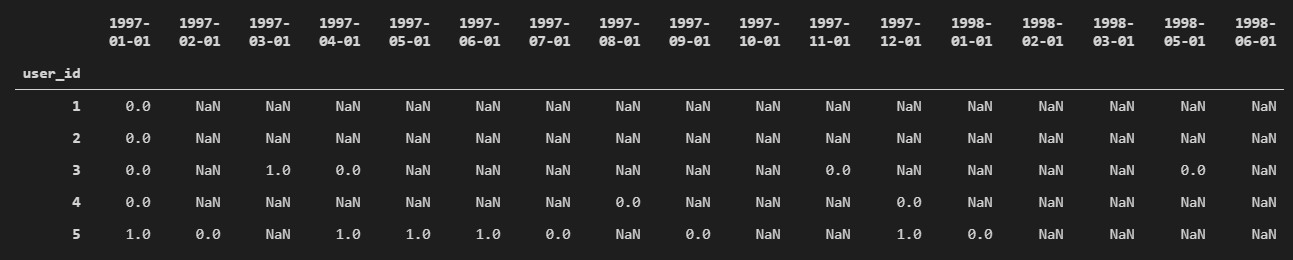 1997- 1997- 1997- 1997- 1997- 1997- 1997- 1997- 1997- 1997- 1997- 1997- 1998- 1998- 1998- 1998- 1998-
01-01 02-01 03-01 04-01 05-01 06-01 07-01 08-01 09-01 10-01 11-01 12-01 01-01 02-01 03-01 05-01 06-01
user_id
1 0.0 NaN NaN NaN NaN NaN NaN NaN NaN NaN NaN NaN NaN NaN NaN NaN NaN
2 0.0 NaN NaN NaN NaN NaN NaN NaN NaN NaN NaN NaN NaN NaN NaN NaN NaN
3 0.0 NaN 1.0 0.0 NaN NaN NaN NaN NaN NaN 0.0 NaN NaN NaN NaN 0.0 NaN
4 0.0 NaN NaN NaN NaN NaN NaN 0.0 NaN NaN NaN 0.0 NaN NaN NaN NaN NaN
5 1.0 0.0 NaN 1.0 1.0 1.0 0.0 NaN 0.0 NaN NaN 1.0 0.0 NaN NaN NaN NaN